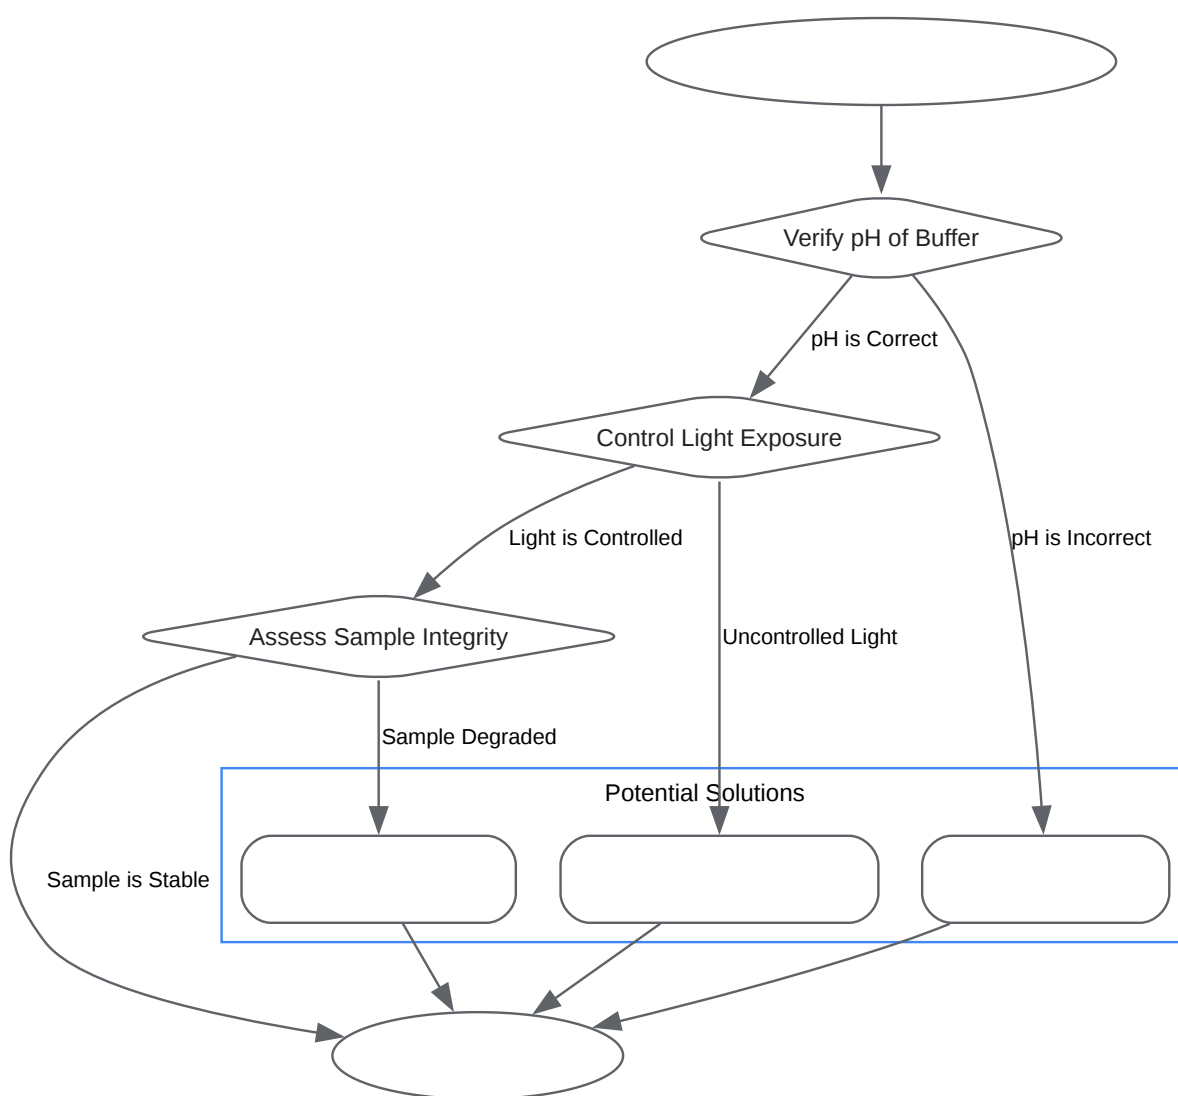 Verify pH of Buffer
pH is Correct
Control Light Exposure
Light is Controlled
pH is Incorrect
Assess Sample Integrity
Uncontrolled Light
Sample Degraded
Potential Solutions
Sample is Stable